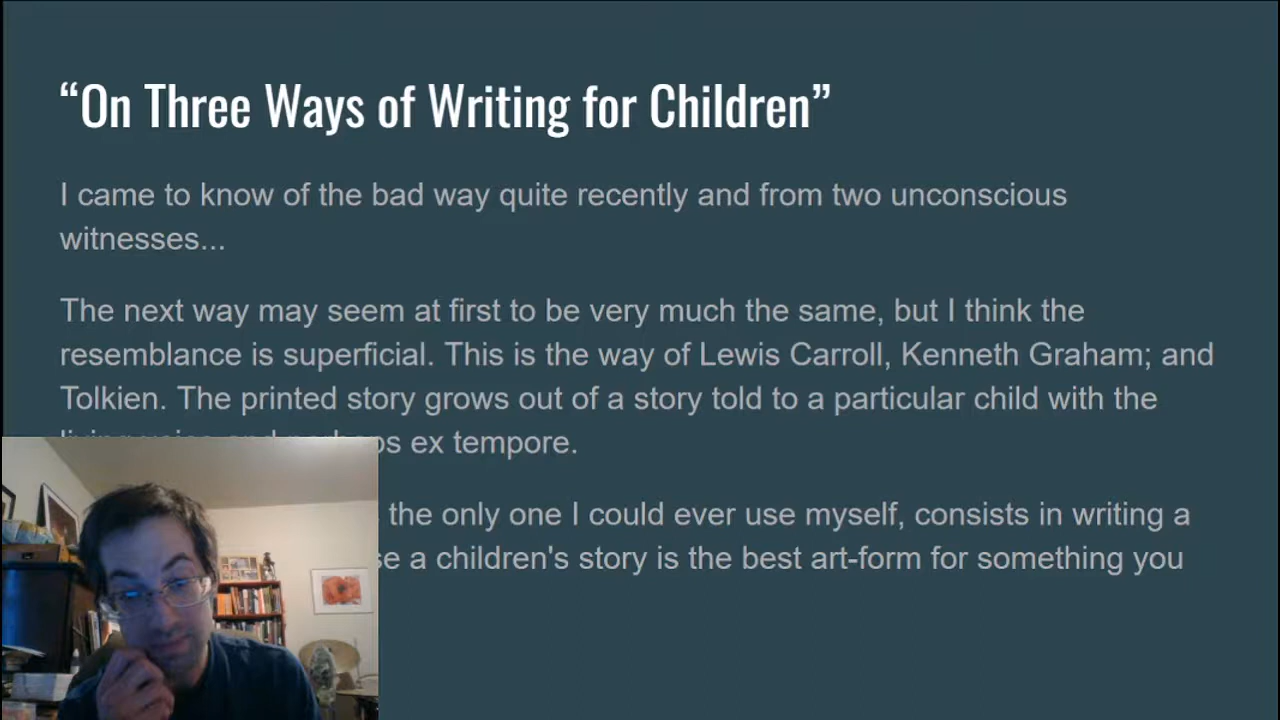 “On Three Ways of Writing for Children”
I came to know of the bad way quite recently and from two unconscious
witnesses...
The next way may seem at first to be very much the same, but I think the
resemblance is superficial. This is the way of Lewis Carroll, Kenneth Graham; and
Tolkien. The printed story grows out of a story told to a particular child with the
ex tempore.
the only one I could ever use myself, consists in writing a
a children's story is the best art-form for something you